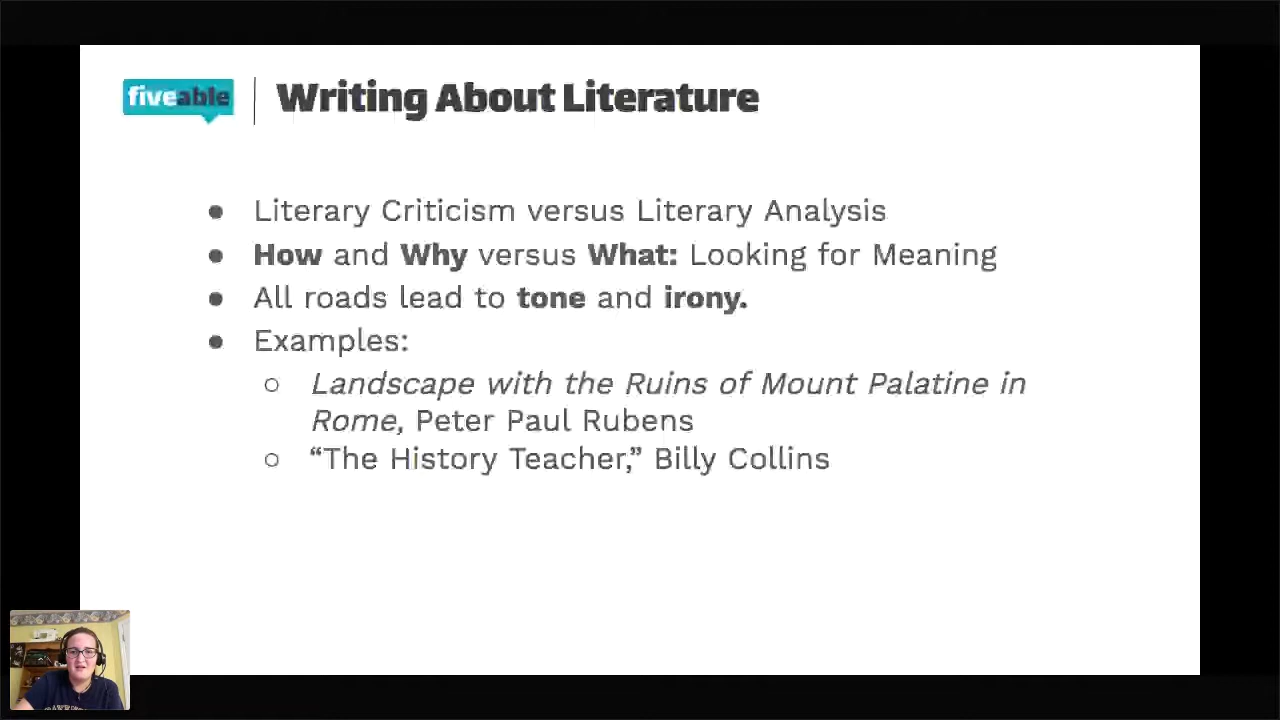 fiveable
Writing About Literature
● Literary Criticism versus Literary Analysis
● How and Why versus What: Looking for Meaning
● All roads lead to tone and irony.
● Examples:
○ Landscape with the Ruins of Mount Palatine in
Rome, Peter Paul Rubens
○ “The History Teacher,” Billy Collins